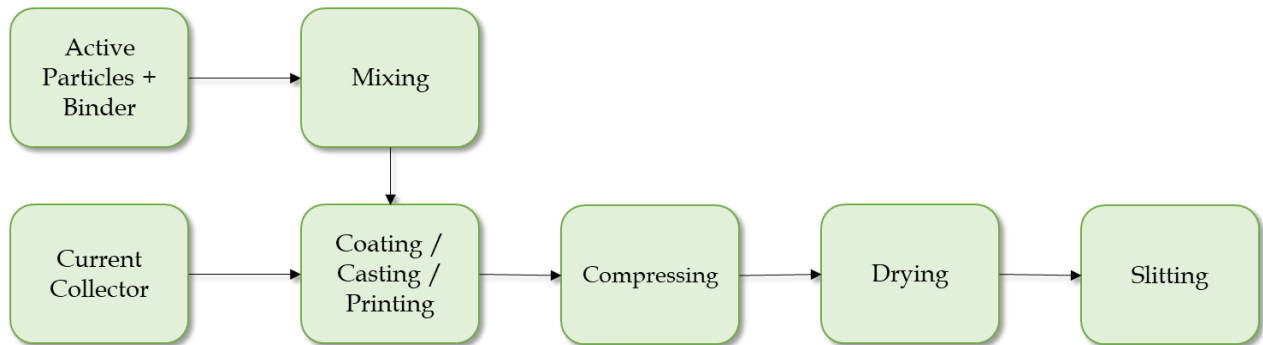 Active
Particles +
Binder
Mixing
Current
Collector
Coating /
Casting /
Printing
Compressing
Drying
Slitting